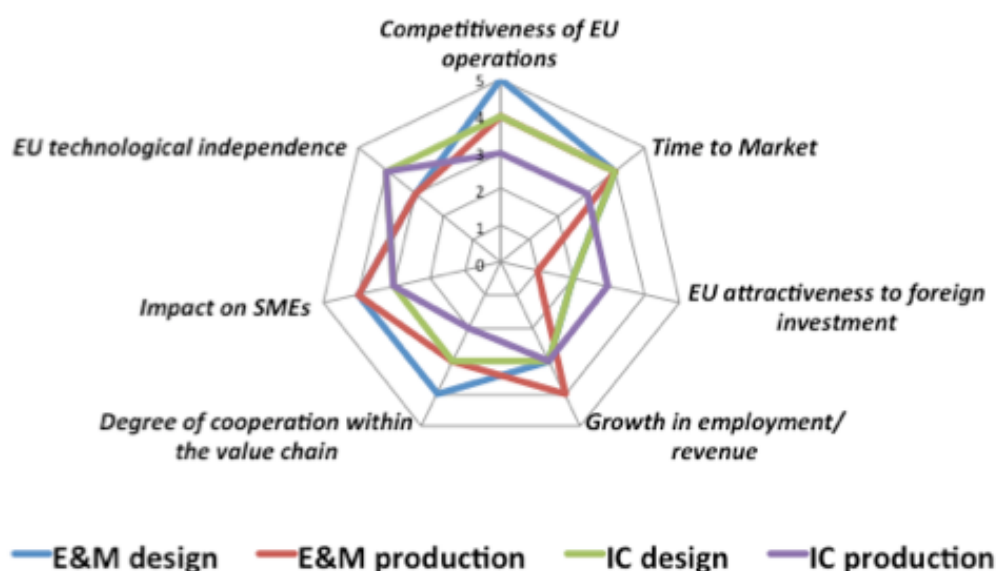 Competitiveness of EU
operations
5
4
EU technological independence
3
Time to Market
2
1
0
EU attractiveness to foreign
investment
Impact on SMEs
Degree of cooperation within
the value chain
Growth in employment/
revenue
E&M design
E&M production
IC design
IC production